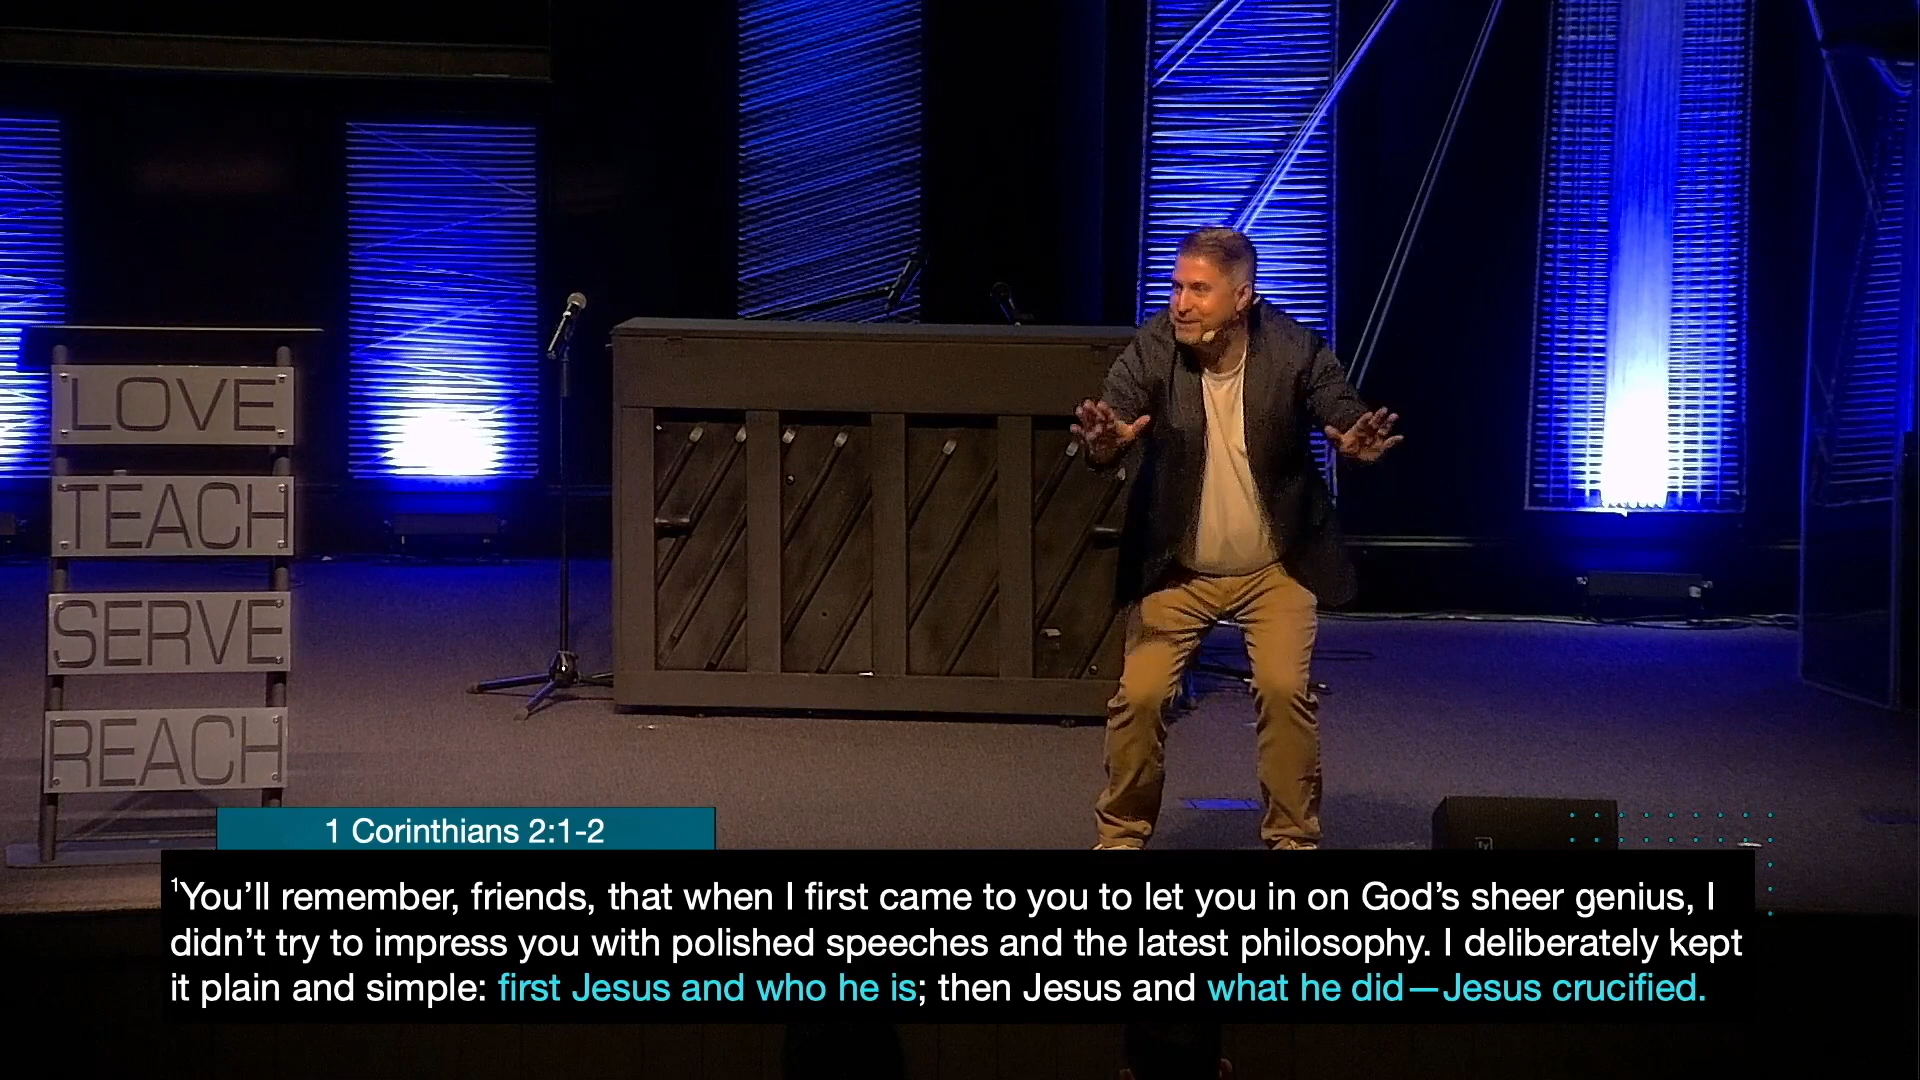 LOVE
TEACH
SERVE
REACH
1 Corinthians 2:1-2
¹You’ll remember, friends, that when I first came to you to let you in on God’s sheer genius, I
didn’t try to impress you with polished speeches and the latest philosophy. I deliberately kept
it plain and simple: first Jesus and who he is; then Jesus and what he did—Jesus crucified.